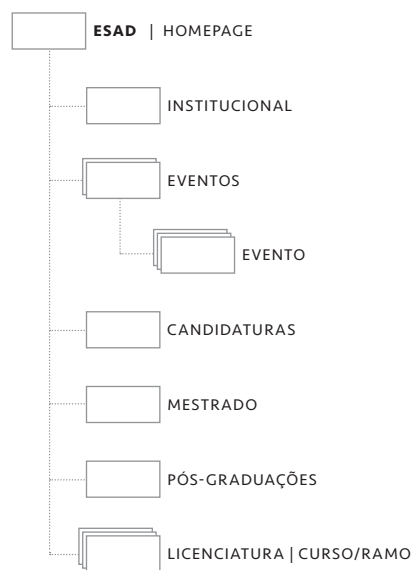 ESAD | HOMEPAGE
INSTITUCIONAL
EVENTOS
EVENTO
CANDIDATURAS
MESTRADO
PÓS-GRADUAÇÕES
LICENCIATURA | CURSO/RAMO